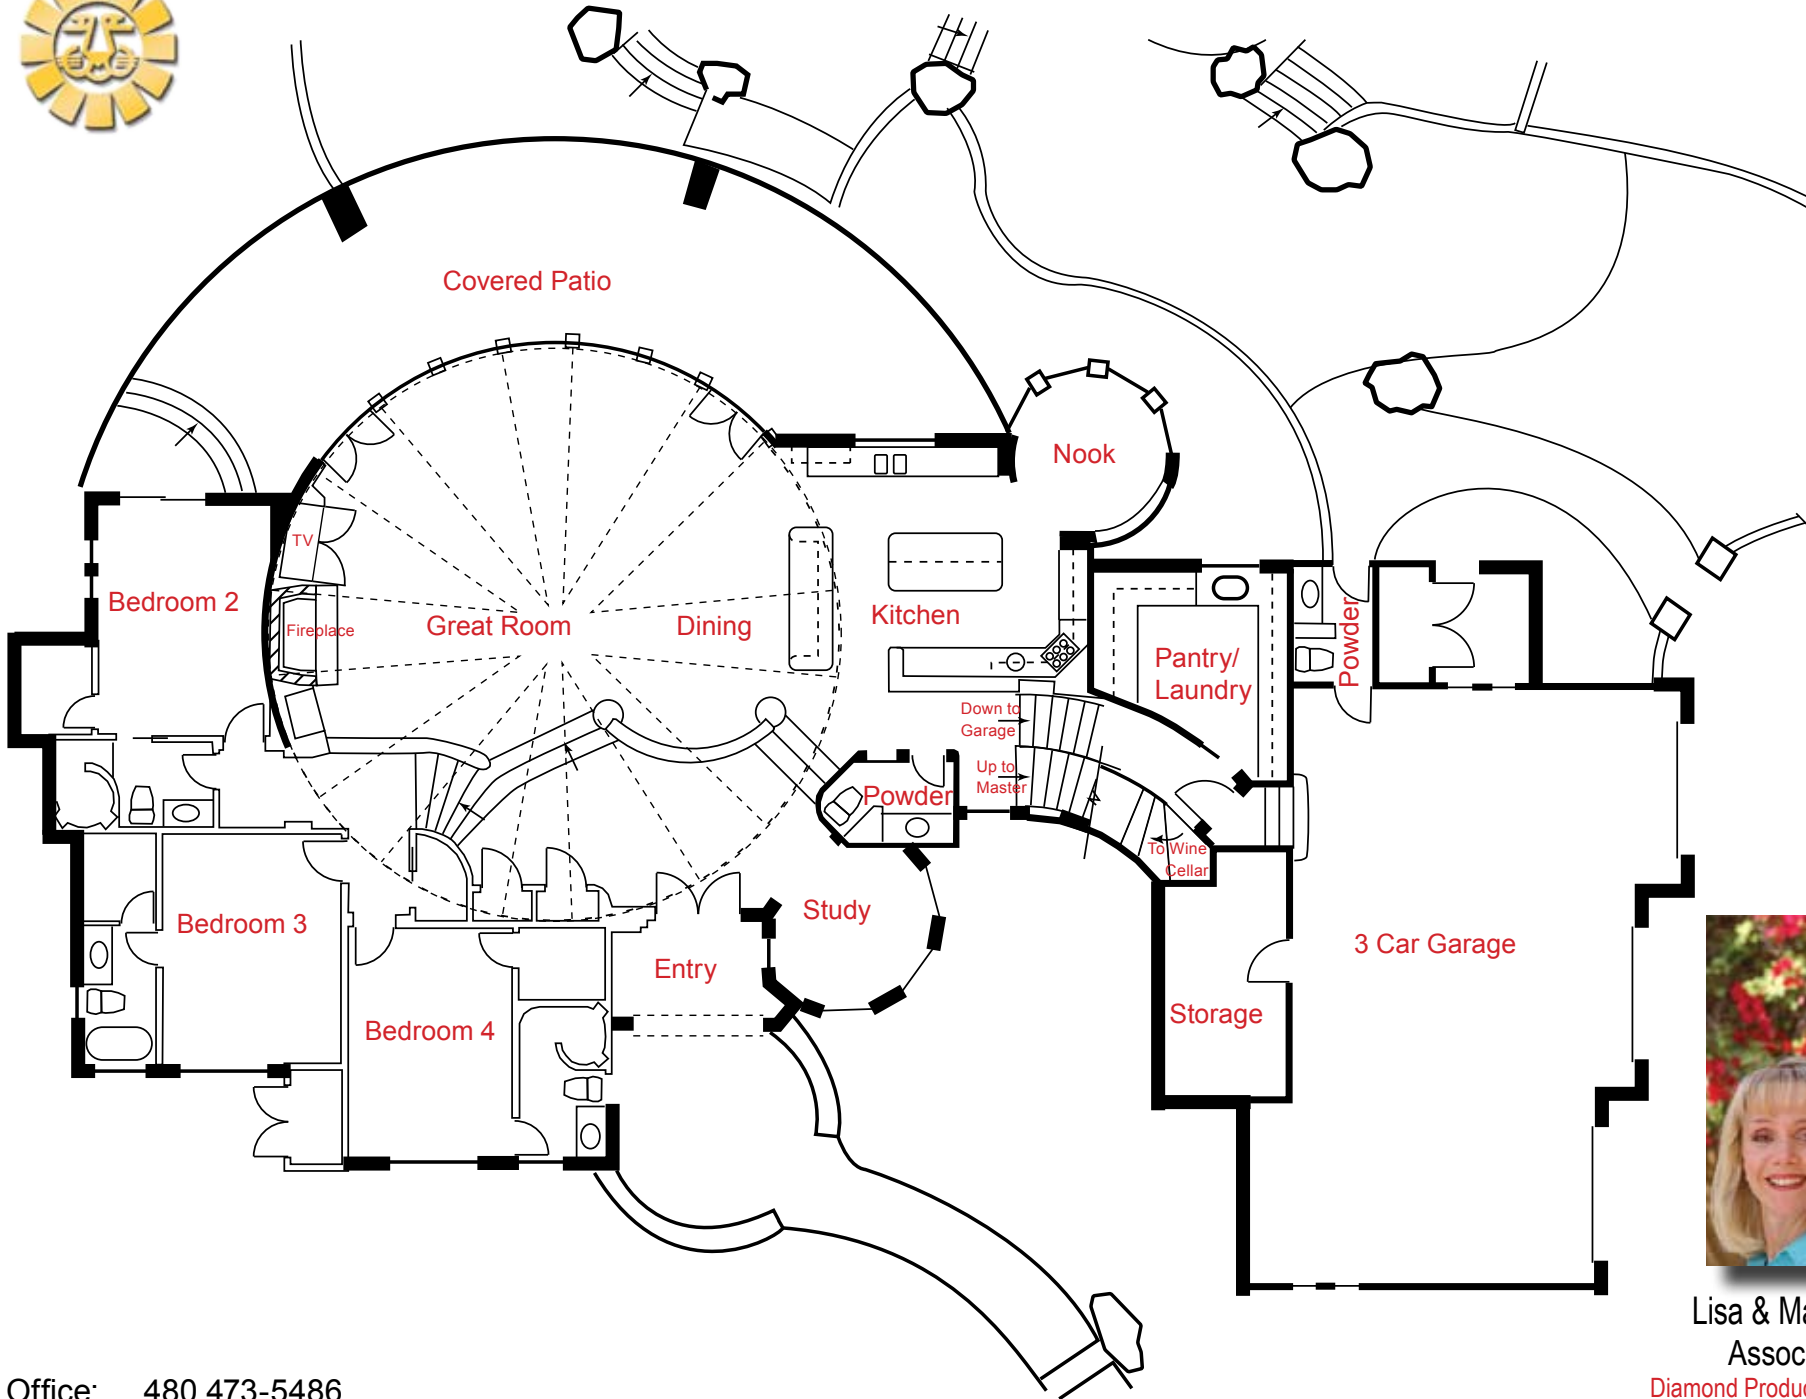 Covered Patio
Nook
TV
Bedroom 2
Fireplace
Great Room
Dining
Kitchen
Powder
Pantry/
Laundry
Down to
Garage
Up to
Master
Powder
To Wine
Cellar
Bedroom 3
Study
3 Car Garage
Entry
Storage
Bedroom 4
Lisa & Ma
Assoc
Diamond Produc
Office: 480 473-5486